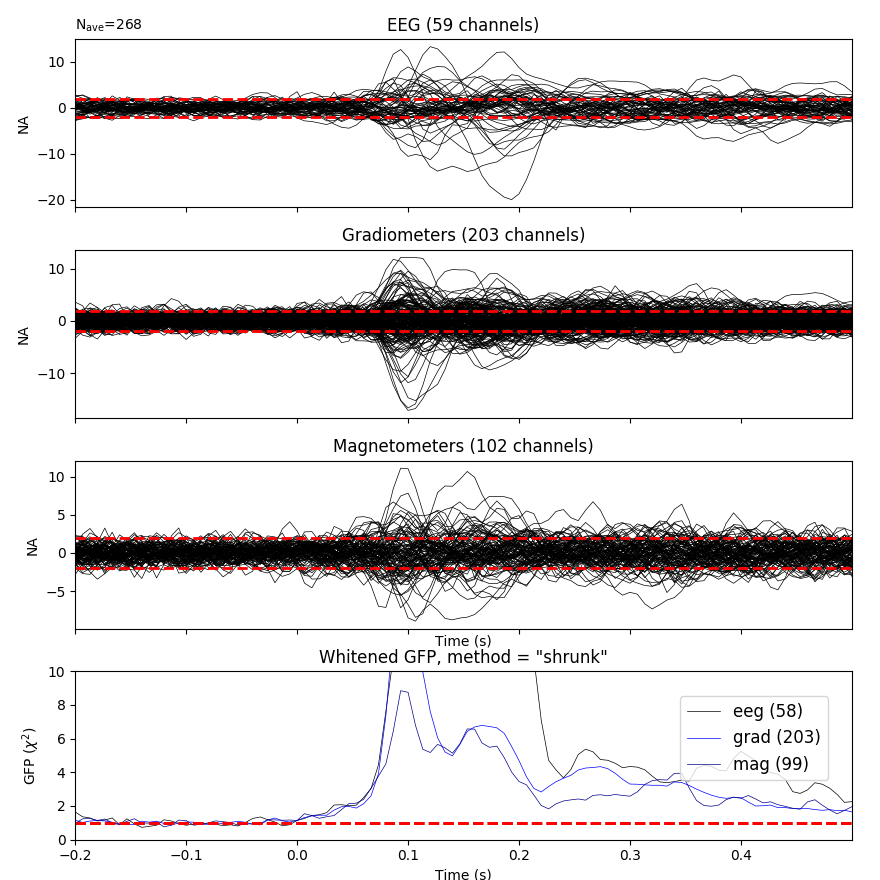 N_ave=268
EEG (59 channels)
10
0
−10
−20
NA
Gradiometers (203 channels)
10
0
−10
NA
Magnetometers (102 channels)
10
5
0
−5
NA
Time (s)
Whitened GFP, method = "shrunk"
10
8
6
4
2
0
GFP (χ²)
eeg (58)
grad (203)
mag (99)
−0.2
−0.1
0.0
0.1
0.2
0.3
0.4
Time (s)